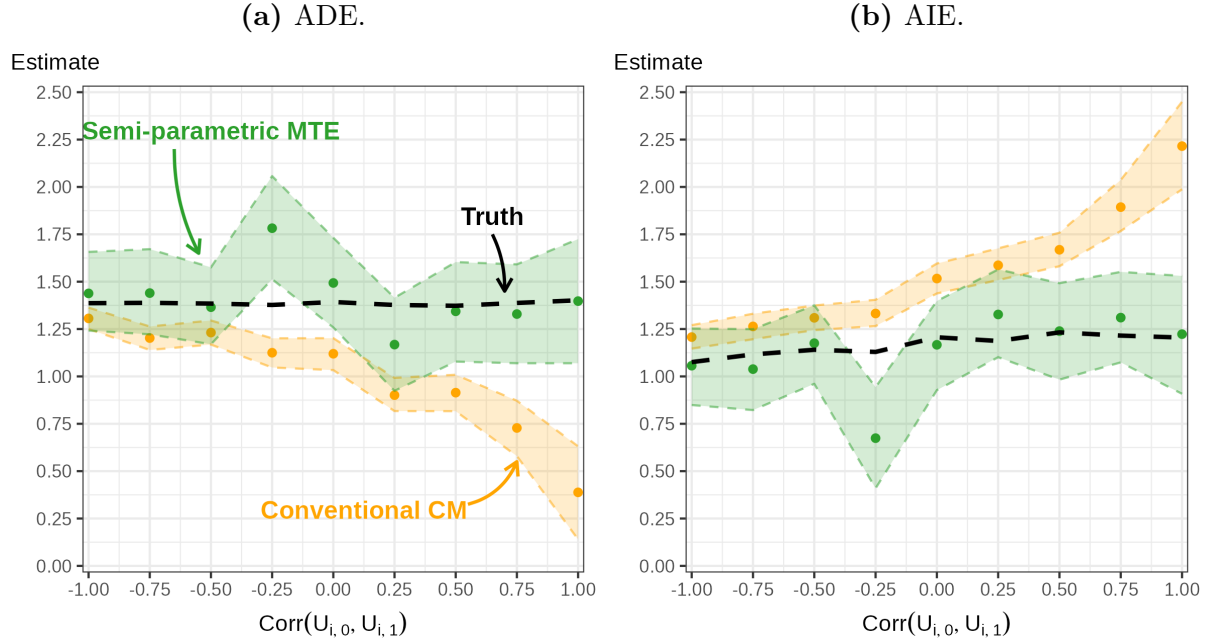 (a) ADE.
Estimate
2.50
2.25
2.00
1.75
1.50
1.25
1.00
0.75
0.50
0.25
0.00
Semi-parametric MTE
Truth
Conventional CM
-1.00 -0.75 -0.50 -0.25 0.00 0.25 0.50 0.75 1.00
Corr(U_{i, 0}, U_{i, 1})
(b) AIE.
Estimate
2.50
2.25
2.00
1.75
1.50
1.25
1.00
0.75
0.50
0.25
0.00
-1.00 -0.75 -0.50 -0.25 0.00 0.25 0.50 0.75 1.00
Corr(U_{i, 0}, U_{i, 1})